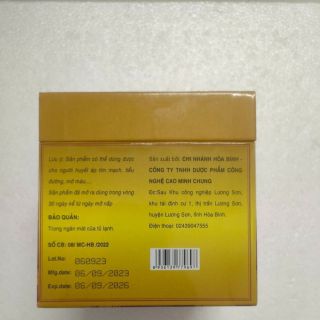 Lưu ý: Sản phẩm có thể dùng được
cho người huyết áp tim mạch, tiểu
đường, mỡ máu...
Sản phẩm đã mở ra dùng trong vòng
30 ngày kể từ ngày mở nắp
BẢO QUẢN:
Trong ngăn mát của tủ lạnh
SỐ CB: 08/ MC-HB /2022
Lot.No: 060923
Mfg.date: 06/09/2023
Exp.date: 06/09/2026
Sản xuất bởi: CHI NHÁNH HÒA BÌNH -
CÔNG TY TNHH DƯỢC PHẨM CÔNG
NGHỆ CAO MINH CHUNG
Đc:Sau Khu công nghiệp Lương Sơn,
khu tái định cư 1, thị trấn Lương Sơn,
huyện Lương Sơn, tỉnh Hòa Bình.
Điện thoại: 02439047555